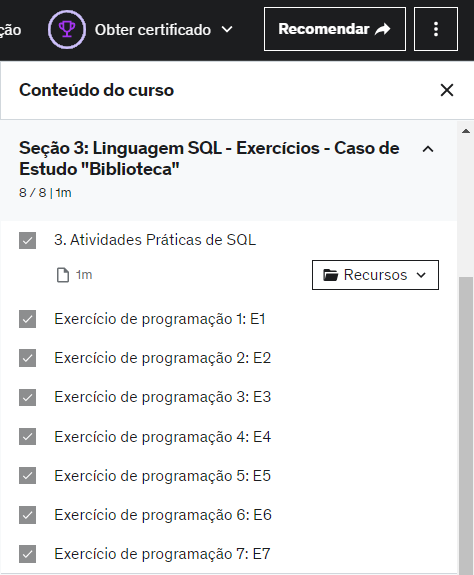 ção
Obter certificado
Recomendar
Conteúdo do curso
Seção 3: Linguagem SQL - Exercícios - Caso de
Estudo "Biblioteca"
8 / 8 | 1m
3. Atividades Práticas de SQL
1m
Recursos
Exercício de programação 1: E1
Exercício de programação 2: E2
Exercício de programação 3: E3
Exercício de programação 4: E4
Exercício de programação 5: E5
Exercício de programação 6: E6
Exercício de programação 7: E7